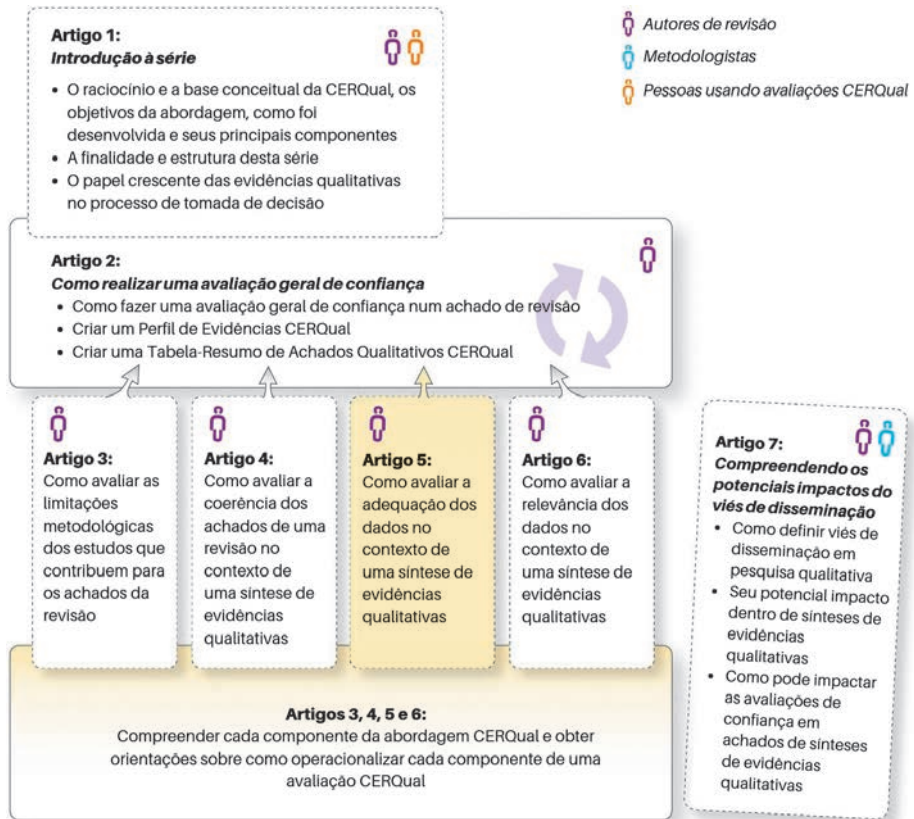 Artigo 1:
Introdução à série
• O raciocínio e a base conceitual da CERQual, os
objetivos da abordagem, como foi
desenvolvida e seus principais componentes
• A finalidade e estrutura desta série
• O papel crescente das evidências qualitativas
no processo de tomada de decisão
Autores de revisão
Metodologistas
Pessoas usando avaliações CERQual
Artigo 2:
Como realizar uma avaliação geral de confiança
• Como fazer uma avaliação geral de confiança num achado de revisão
• Criar um Perfil de Evidências CERQual
• Criar uma Tabela-Resumo de Achados Qualitativos CERQual
Artigo 3:
Como avaliar as
limitações
metodológicas
dos estudos que
contribuem para
os achados da
revisão
Artigo 4:
Como avaliar a
coerência dos
achados de uma
revisão no
contexto de
uma síntese de
evidências
qualitativas
Artigo 5:
Como avaliar a
adequação dos
dados no
contexto de
uma síntese de
evidências
qualitativas
Artigo 6:
Como avaliar a
relevância dos
dados no
contexto de
uma síntese de
evidências
qualitativas
Artigo 7:
Compreendendo os
potenciais impactos do
viés de disseminação
• Como definir viés de
disseminação em
pesquisa qualitativa
• Seu potencial impacto
dentro de sínteses de
evidências
qualitativas
• Como pode impactar
as avaliações de
confiança em
achados de sínteses
de evidências
qualitativas
Artigos 3, 4, 5 e 6:
Compreender cada componente da abordagem CERQual e obter
orientações sobre como operacionalizar cada componente de uma
avaliação CERQual